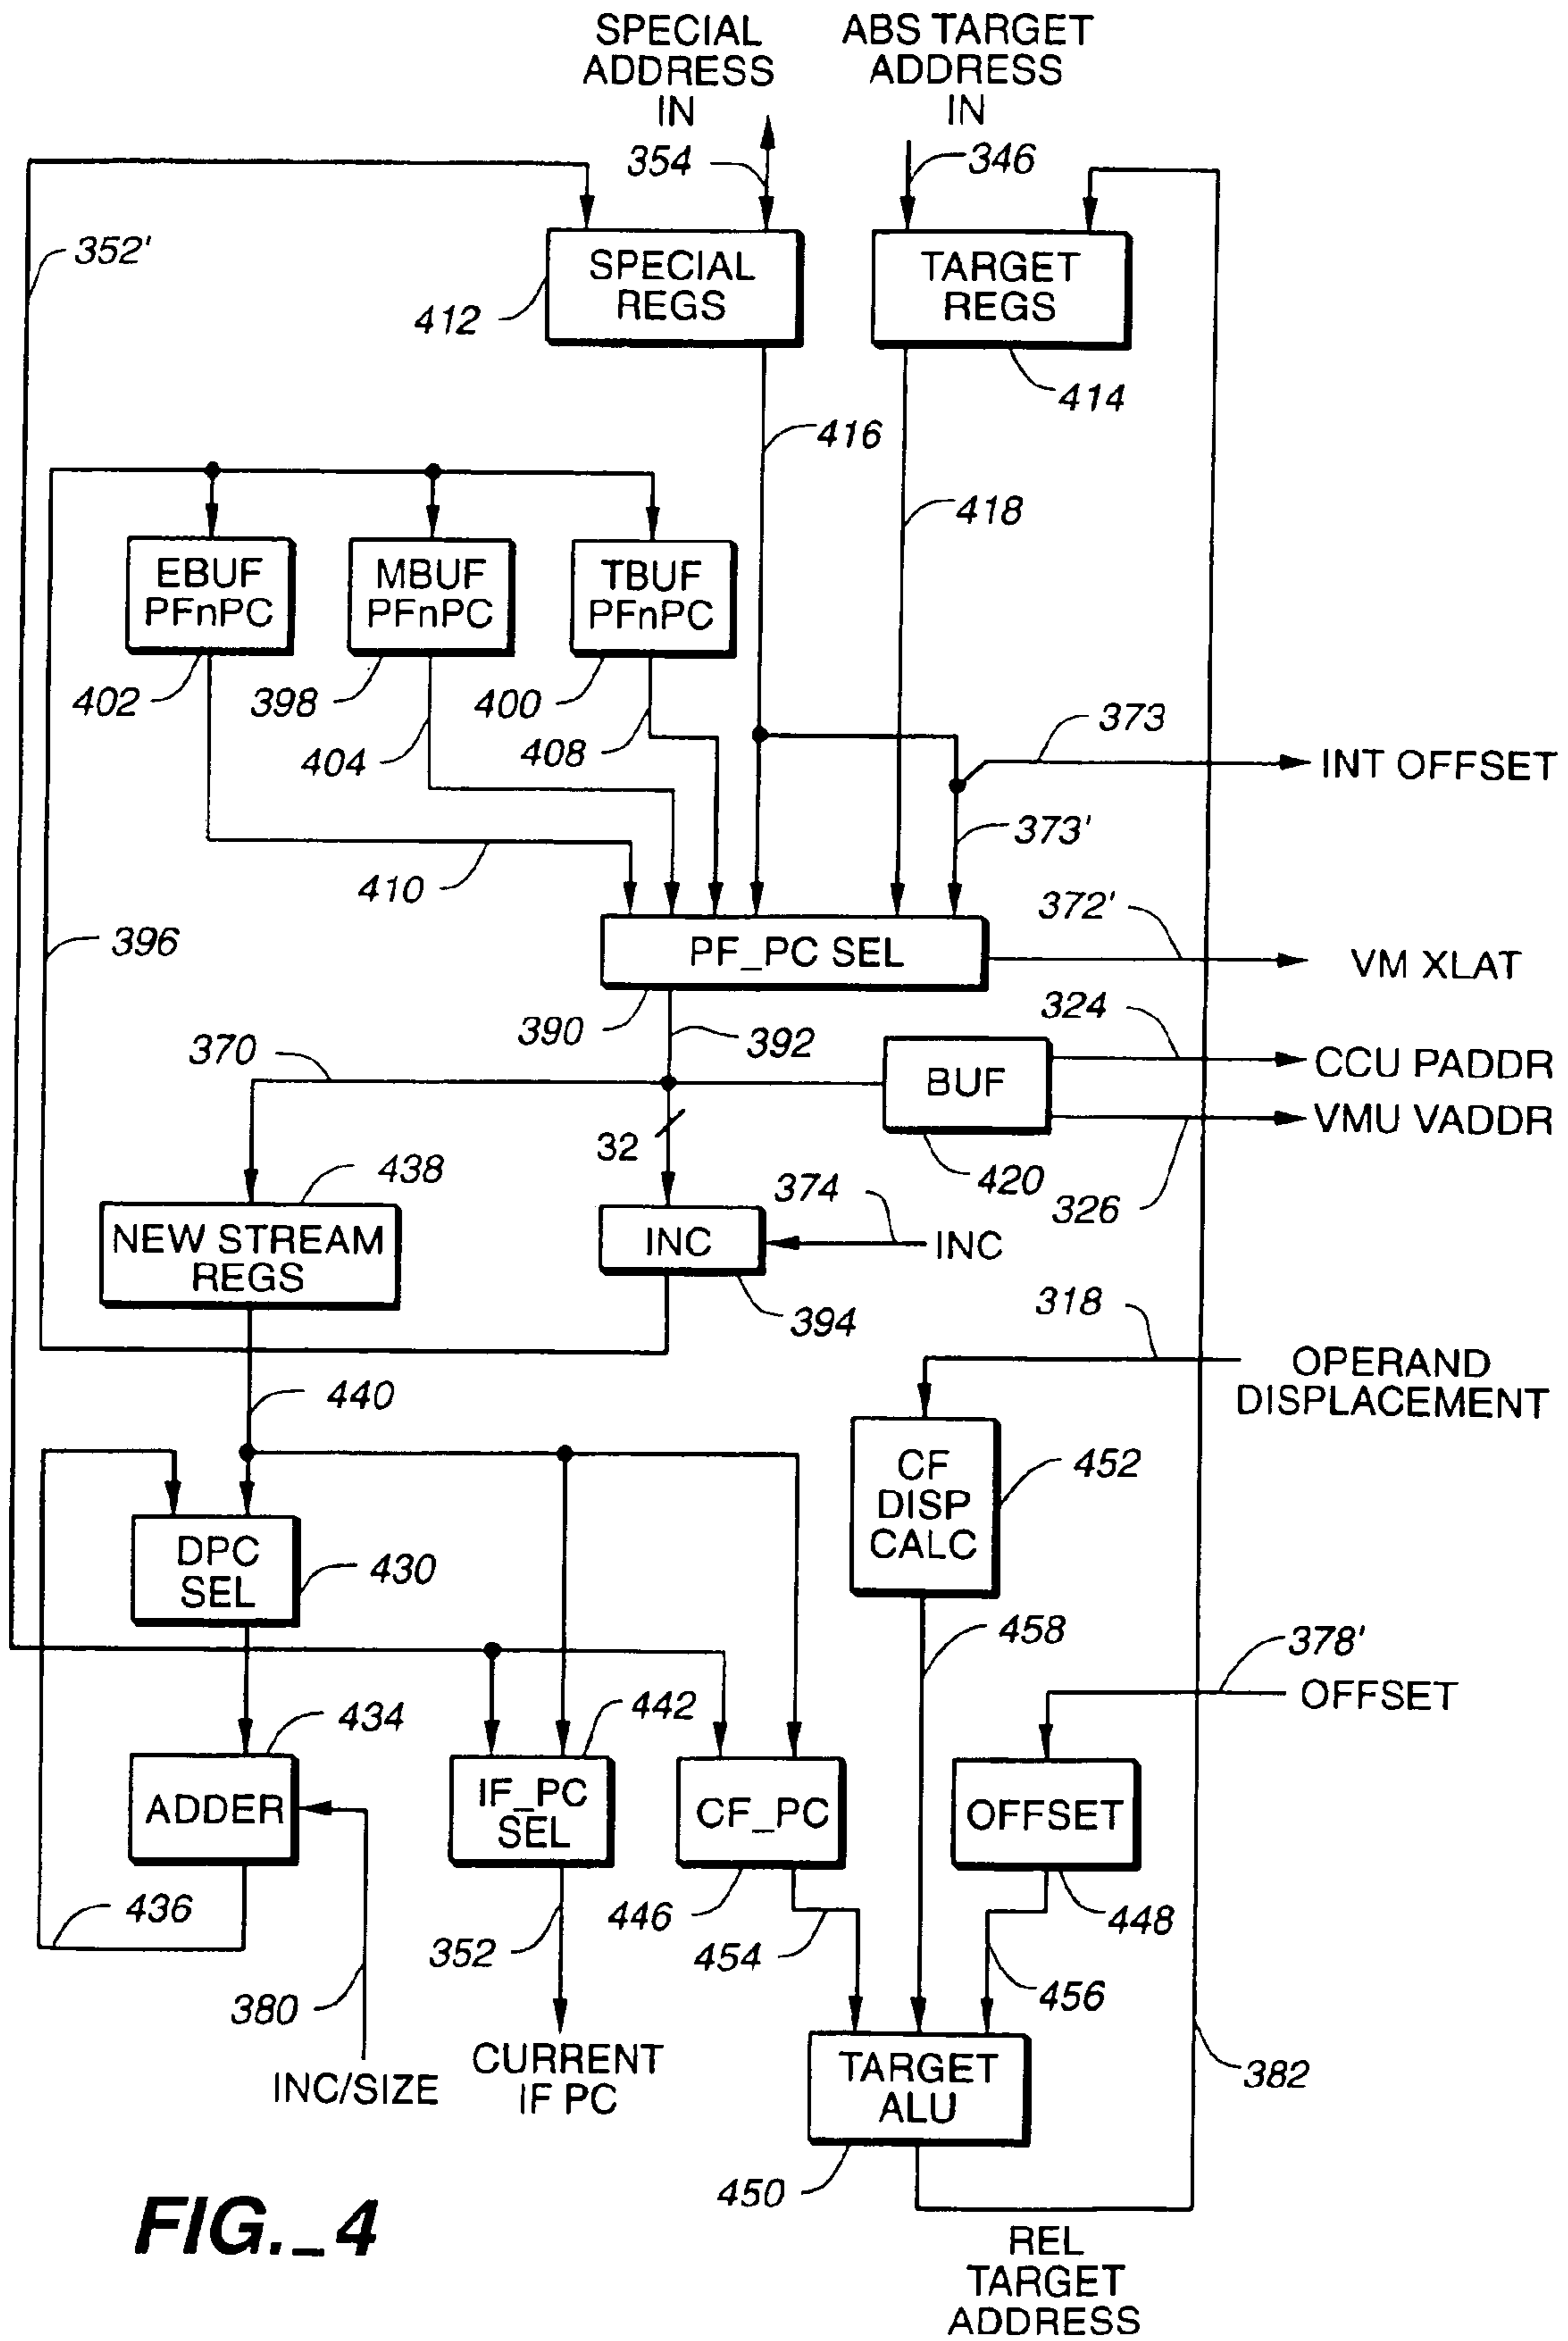 SPECIAL
ADDRESS
IN
ABS TARGET
ADDRESS
IN
354
346
352'
SPECIAL
REGS
TARGET
REGS
412
414
416
418
EBUF
PFnPC
MBUF
PFnPC
TBUF
PFnPC
402
398
400
404
408
373
INT OFFSET
373'
410
372'
396
PF_PC SEL
VM XLAT
390
392
324
370
BUF
CCU PADDR
VMU VADDR
32
420
326
438
374
NEW STREAM
REGS
INC
INC
394
318
OPERAND
DISPLACEMENT
440
CF
DISP
CALC
452
DPC
SEL
430
458
378'
OFFSET
434
442
ADDER
IF_PC
SEL
CF_PC
OFFSET
436
446
448
352
454
456
380
INC/SIZE
CURRENT
IF PC
TARGET
ALU
382
450
FIG._4
REL
TARGET
ADDRESS